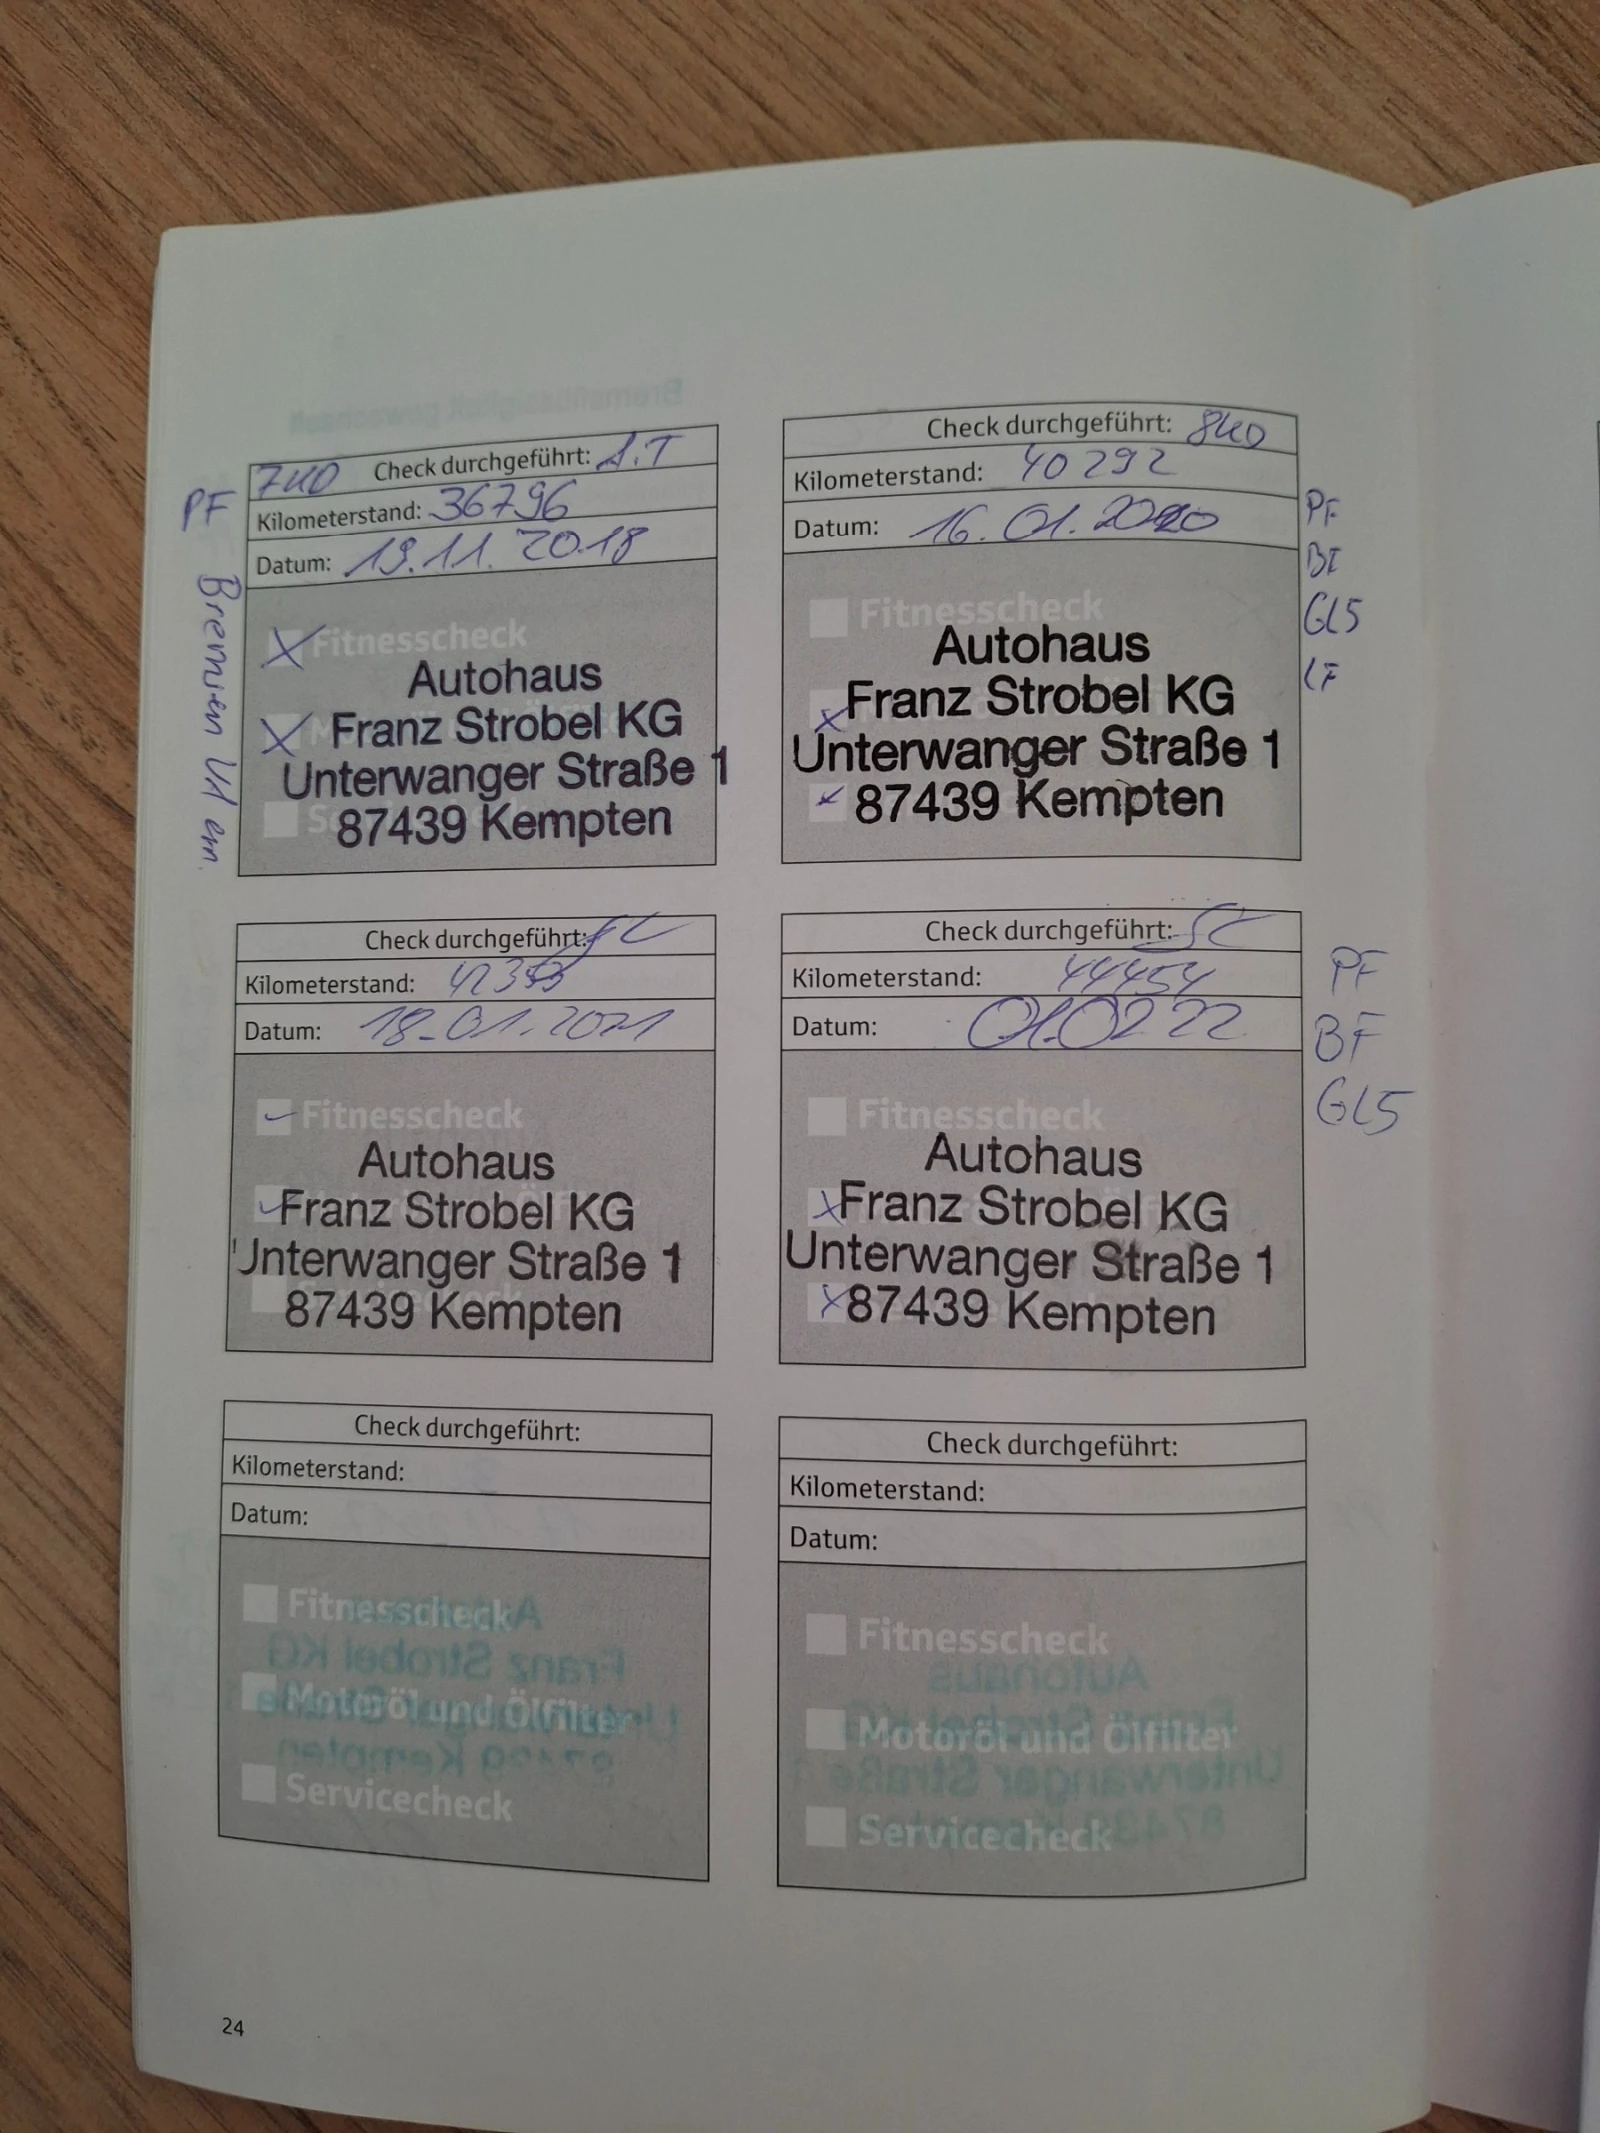 7KD Check durchgeführt: S.T
Kilometerstand: 36796
Datum: 19.11.2018
PF
Bremsen VI em.
Fitnesscheck
Autohaus
Franz Strobel KG
Unterwanger Straße 1
87439 Kempten
Check durchgeführt: 8KD
Kilometerstand: 40292
Datum: 16.01.2020
PF
GL5
Fitnesscheck
Autohaus
Franz Strobel KG
Unterwanger Straße 1
87439 Kempten
LF
Check durchgeführt:
Kilometerstand:
Datum: 18.01.2021
Fitnesscheck
Autohaus
Franz Strobel KG
Unterwanger Straße 1
87439 Kempten
Check durchgeführt:
Kilometerstand: 44454
Datum: 01.02 22
PF
BF
GL5
Fitnesscheck
Autohaus
Franz Strobel KG
Unterwanger Straße 1
87439 Kempten
Check durchgeführt:
Kilometerstand:
Datum:
Fitnesscheck
Motoröl und Ölfilter
Servicecheck
Check durchgeführt:
Kilometerstand:
Datum:
Fitnesscheck
Motoröl und Ölfilter
Servicecheck
24